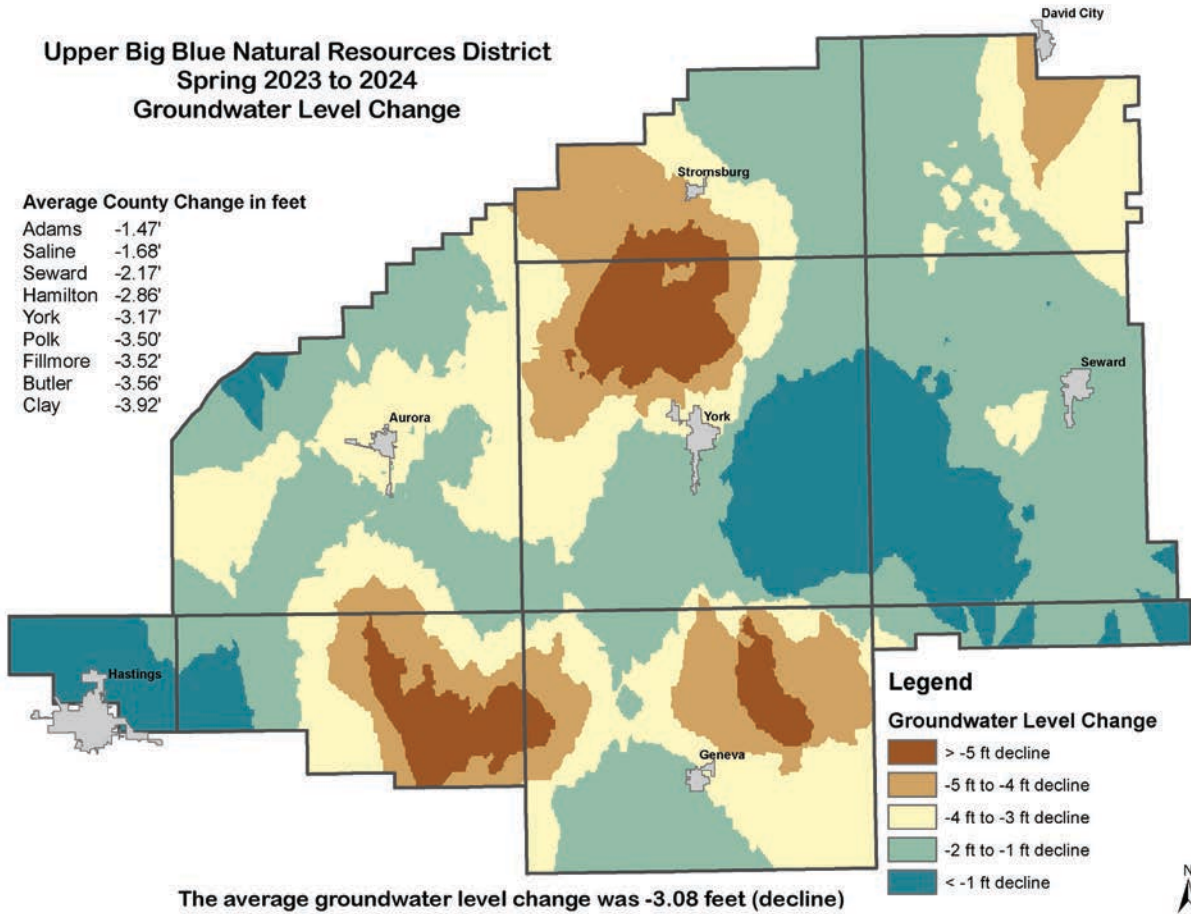 Upper Big Blue Natural Resources District
Spring 2023 to 2024
Groundwater Level Change
David City
Average County Change in feet
Adams -1.47'
Saline -1.68'
Seward -2.17'
Hamilton -2.86'
York -3.17'
Polk -3.50'
Fillmore -3.52'
Butler -3.56'
Clay -3.92'
Stromsburg
Seward
Aurora
York
Hastings
Geneva
Legend
Groundwater Level Change
> -5 ft decline
-5 ft to -4 ft decline
-4 ft to -3 ft decline
-2 ft to -1 ft decline
< -1 ft decline
N
The average groundwater level change was -3.08 feet (decline)